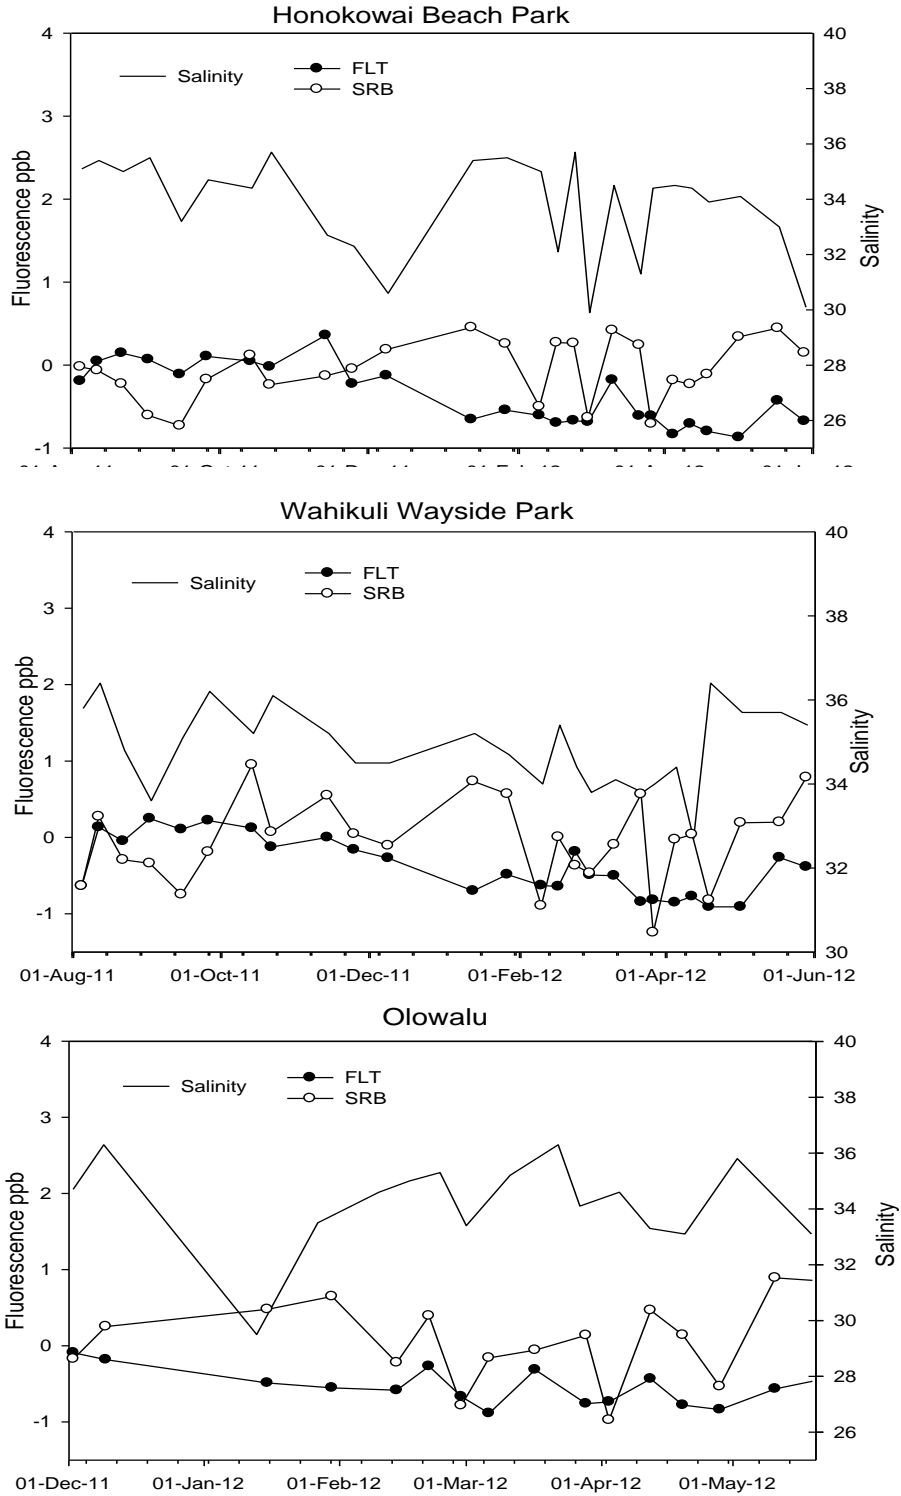 Honokowai Beach Park
4
3
2
1
0
-1
Fluorescence ppb
Salinity
FLT
SRB
40
38
36
34
32
30
28
26
Salinity
Wahikuli Wayside Park
4
3
2
1
0
-1
Fluorescence ppb
Salinity
FLT
SRB
40
38
36
34
32
30
Salinity
01-Aug-11 01-Oct-11 01-Dec-11 01-Feb-12 01-Apr-12 01-Jun-12
Olowalu
4
3
2
1
0
-1
Fluorescence ppb
Salinity
FLT
SRB
40
38
36
34
32
30
28
26
Salinity
01-Dec-11 01-Jan-12 01-Feb-12 01-Mar-12 01-Apr-12 01-May-12